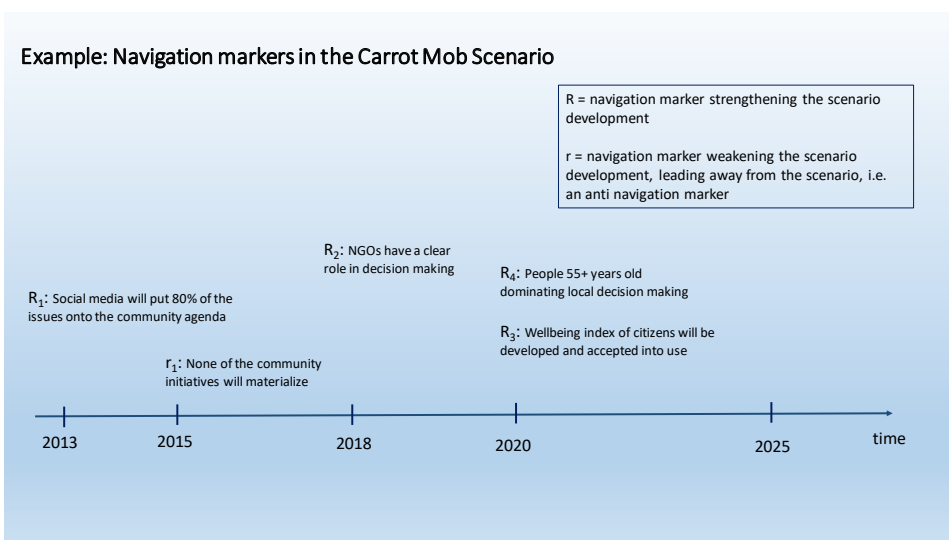 Example: Navigation markers in the Carrot Mob Scenario
R = navigation marker strengthening the scenario
development
r = navigation marker weakening the scenario
development, leading away from the scenario, i.e.
an anti navigation marker
R2: NGOs have a clear
role in decision making
R4: People 55+ years old
dominating local decision making
R1: Social media will put 80% of the
issues onto the community agenda
R3: Wellbeing index of citizens will be
developed and accepted into use
r1: None of the community
initiatives will materialize
2013
2015
2018
2020
2025
time